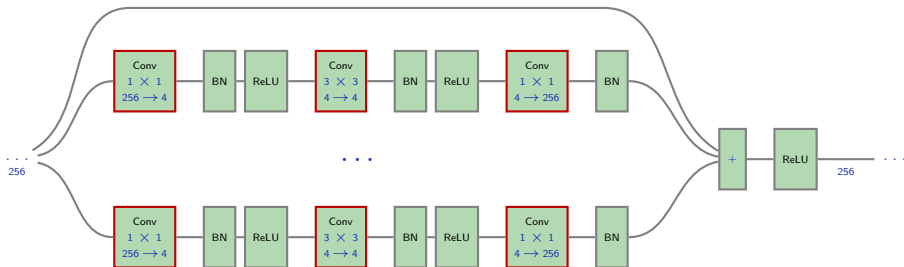 Conv
1 × 1
256 → 4
BN
ReLU
Conv
3 × 3
4 → 4
BN
ReLU
Conv
1 × 1
4 → 256
BN
. . .
256
. . .
+
ReLU
256
. . .
Conv
1 × 1
256 → 4
BN
ReLU
Conv
3 × 3
4 → 4
BN
ReLU
Conv
1 × 1
4 → 256
BN